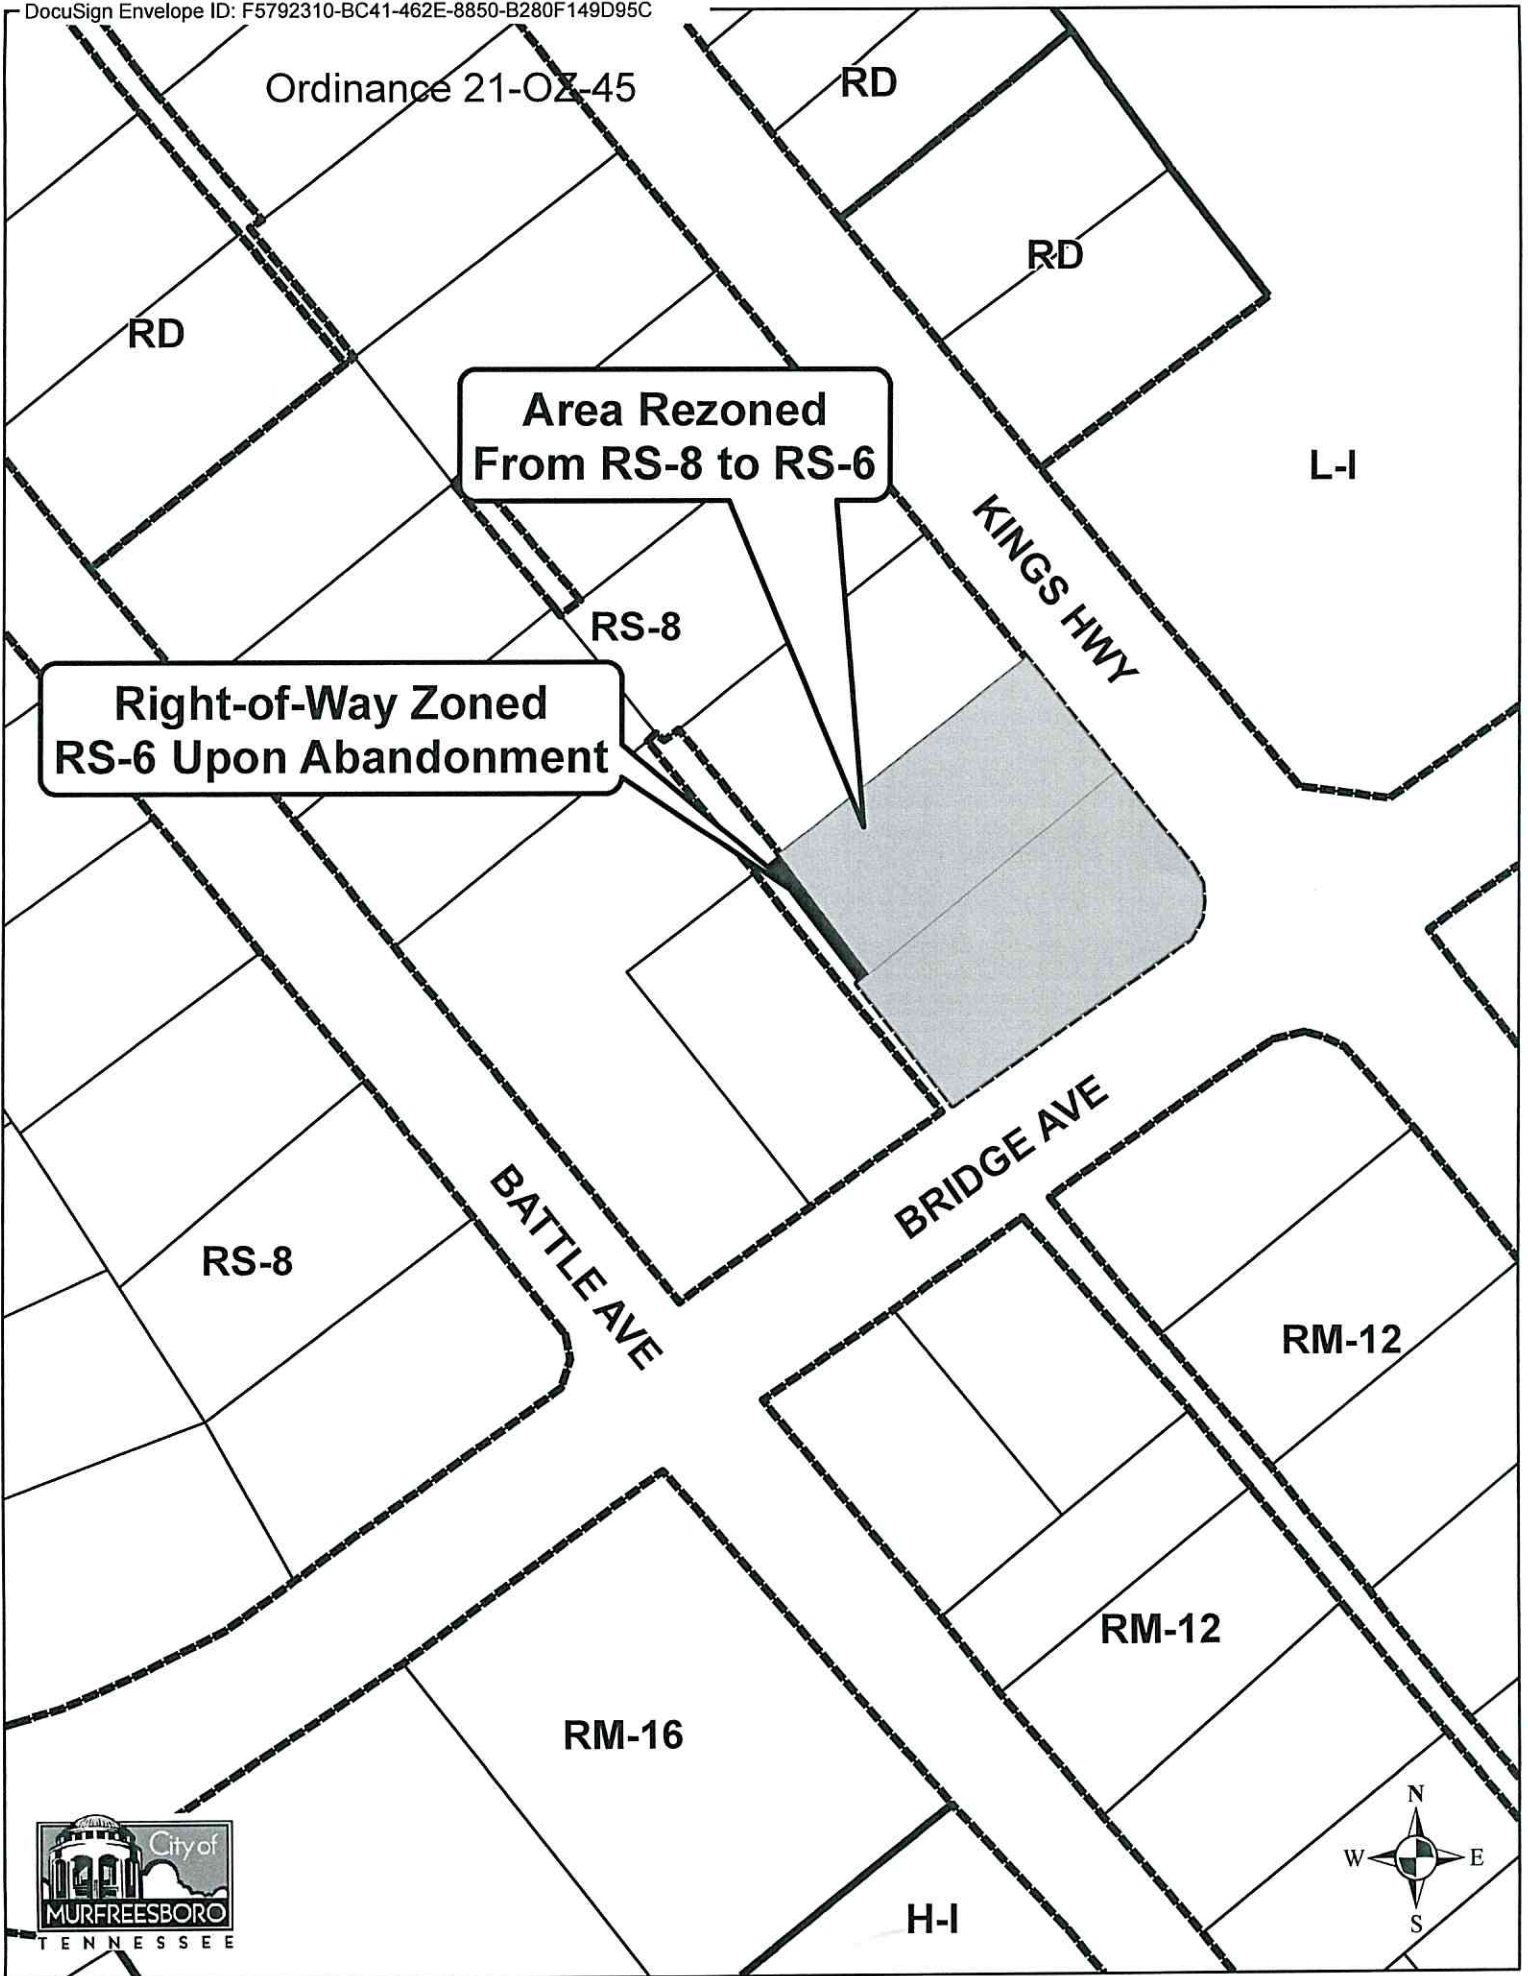 DocuSign Envelope ID: F5792310-BC41-462E-8850-B280F149D95C
Ordinance 21-OZ-45
RD
RD
RD
Area Rezoned
From RS-8 to RS-6
L-I
KINGS HWY
RS-8
Right-of-Way Zoned
RS-6 Upon Abandonment
BRIDGE AVE
BATTLE AVE
RS-8
RM-12
RM-12
RM-16
H-I
N
W
E
S
City of
MURFREESBORO
TENNESSEE